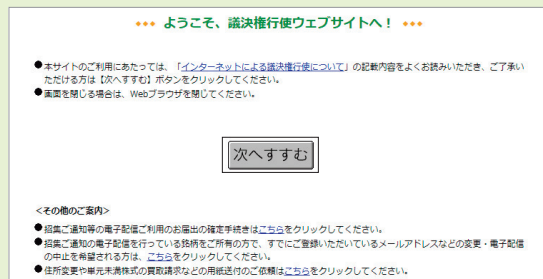 *** ようこそ、議決権行使ウェブサイトへ! ***
●本サイトのご利用にあたっては、「インターネットによる議決権行使について」の記載内容をよくお読みいただき、ご了承い
ただける方は【次へすすむ】ボタンをクリックしてください。
●画面を閉じる場合は、Webブラウザを閉じてください。
次へすすむ
<その他のご案内>
●招集ご通知等の電子配信ご利用のお届出の確定手続きはこちらをクリックしてください。
●招集ご通知の電子配信を行っている銘柄をご所有の方で、すでにご登録いただいているメールアドレスなどの変更・電子配信
の中止を希望される方は、こちらをクリックしてください。
●住所変更や単元未満株式の買取請求などの用紙送付のご依頼はこちらをクリックしてください。